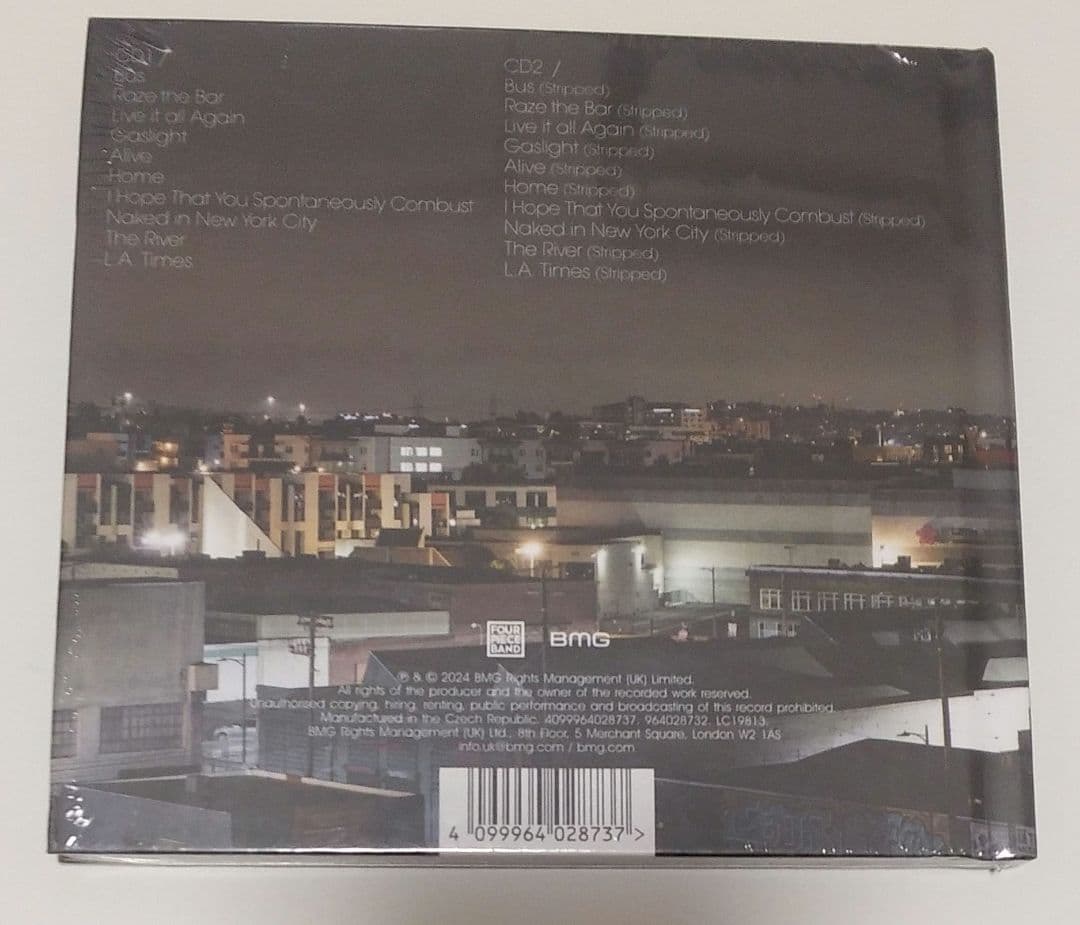 CD1 /
Bus
Raze the Bar
Live it all Again
Gaslight
Alive
Home
I Hope That You Spontaneously Combust
Naked in New York City
The River
L.A. Times
CD2 /
Bus (Stripped)
Raze the Bar (Stripped)
Live it all Again (Stripped)
Gaslight (Stripped)
Alive (Stripped)
Home (Stripped)
I Hope That You Spontaneously Combust (Stripped)
Naked in New York City (Stripped)
The River (Stripped)
L.A. Times (Stripped)
FOUR
PIECE
BAND
BMG
℗ & © 2024 BMG Rights Management (UK) Limited.
All rights of the producer and the owner of the recorded work reserved.
Unauthorised copying, hiring, renting, public performance and broadcasting of this record prohibited.
Manufactured in the Czech Republic. 4099964028737. 964028732. LC19813.
BMG Rights Management (UK) Ltd., 8th Floor, 5 Merchant Square, London W2 1AS
info.uk@bmg.com / bmg.com
4 099964 028737 >